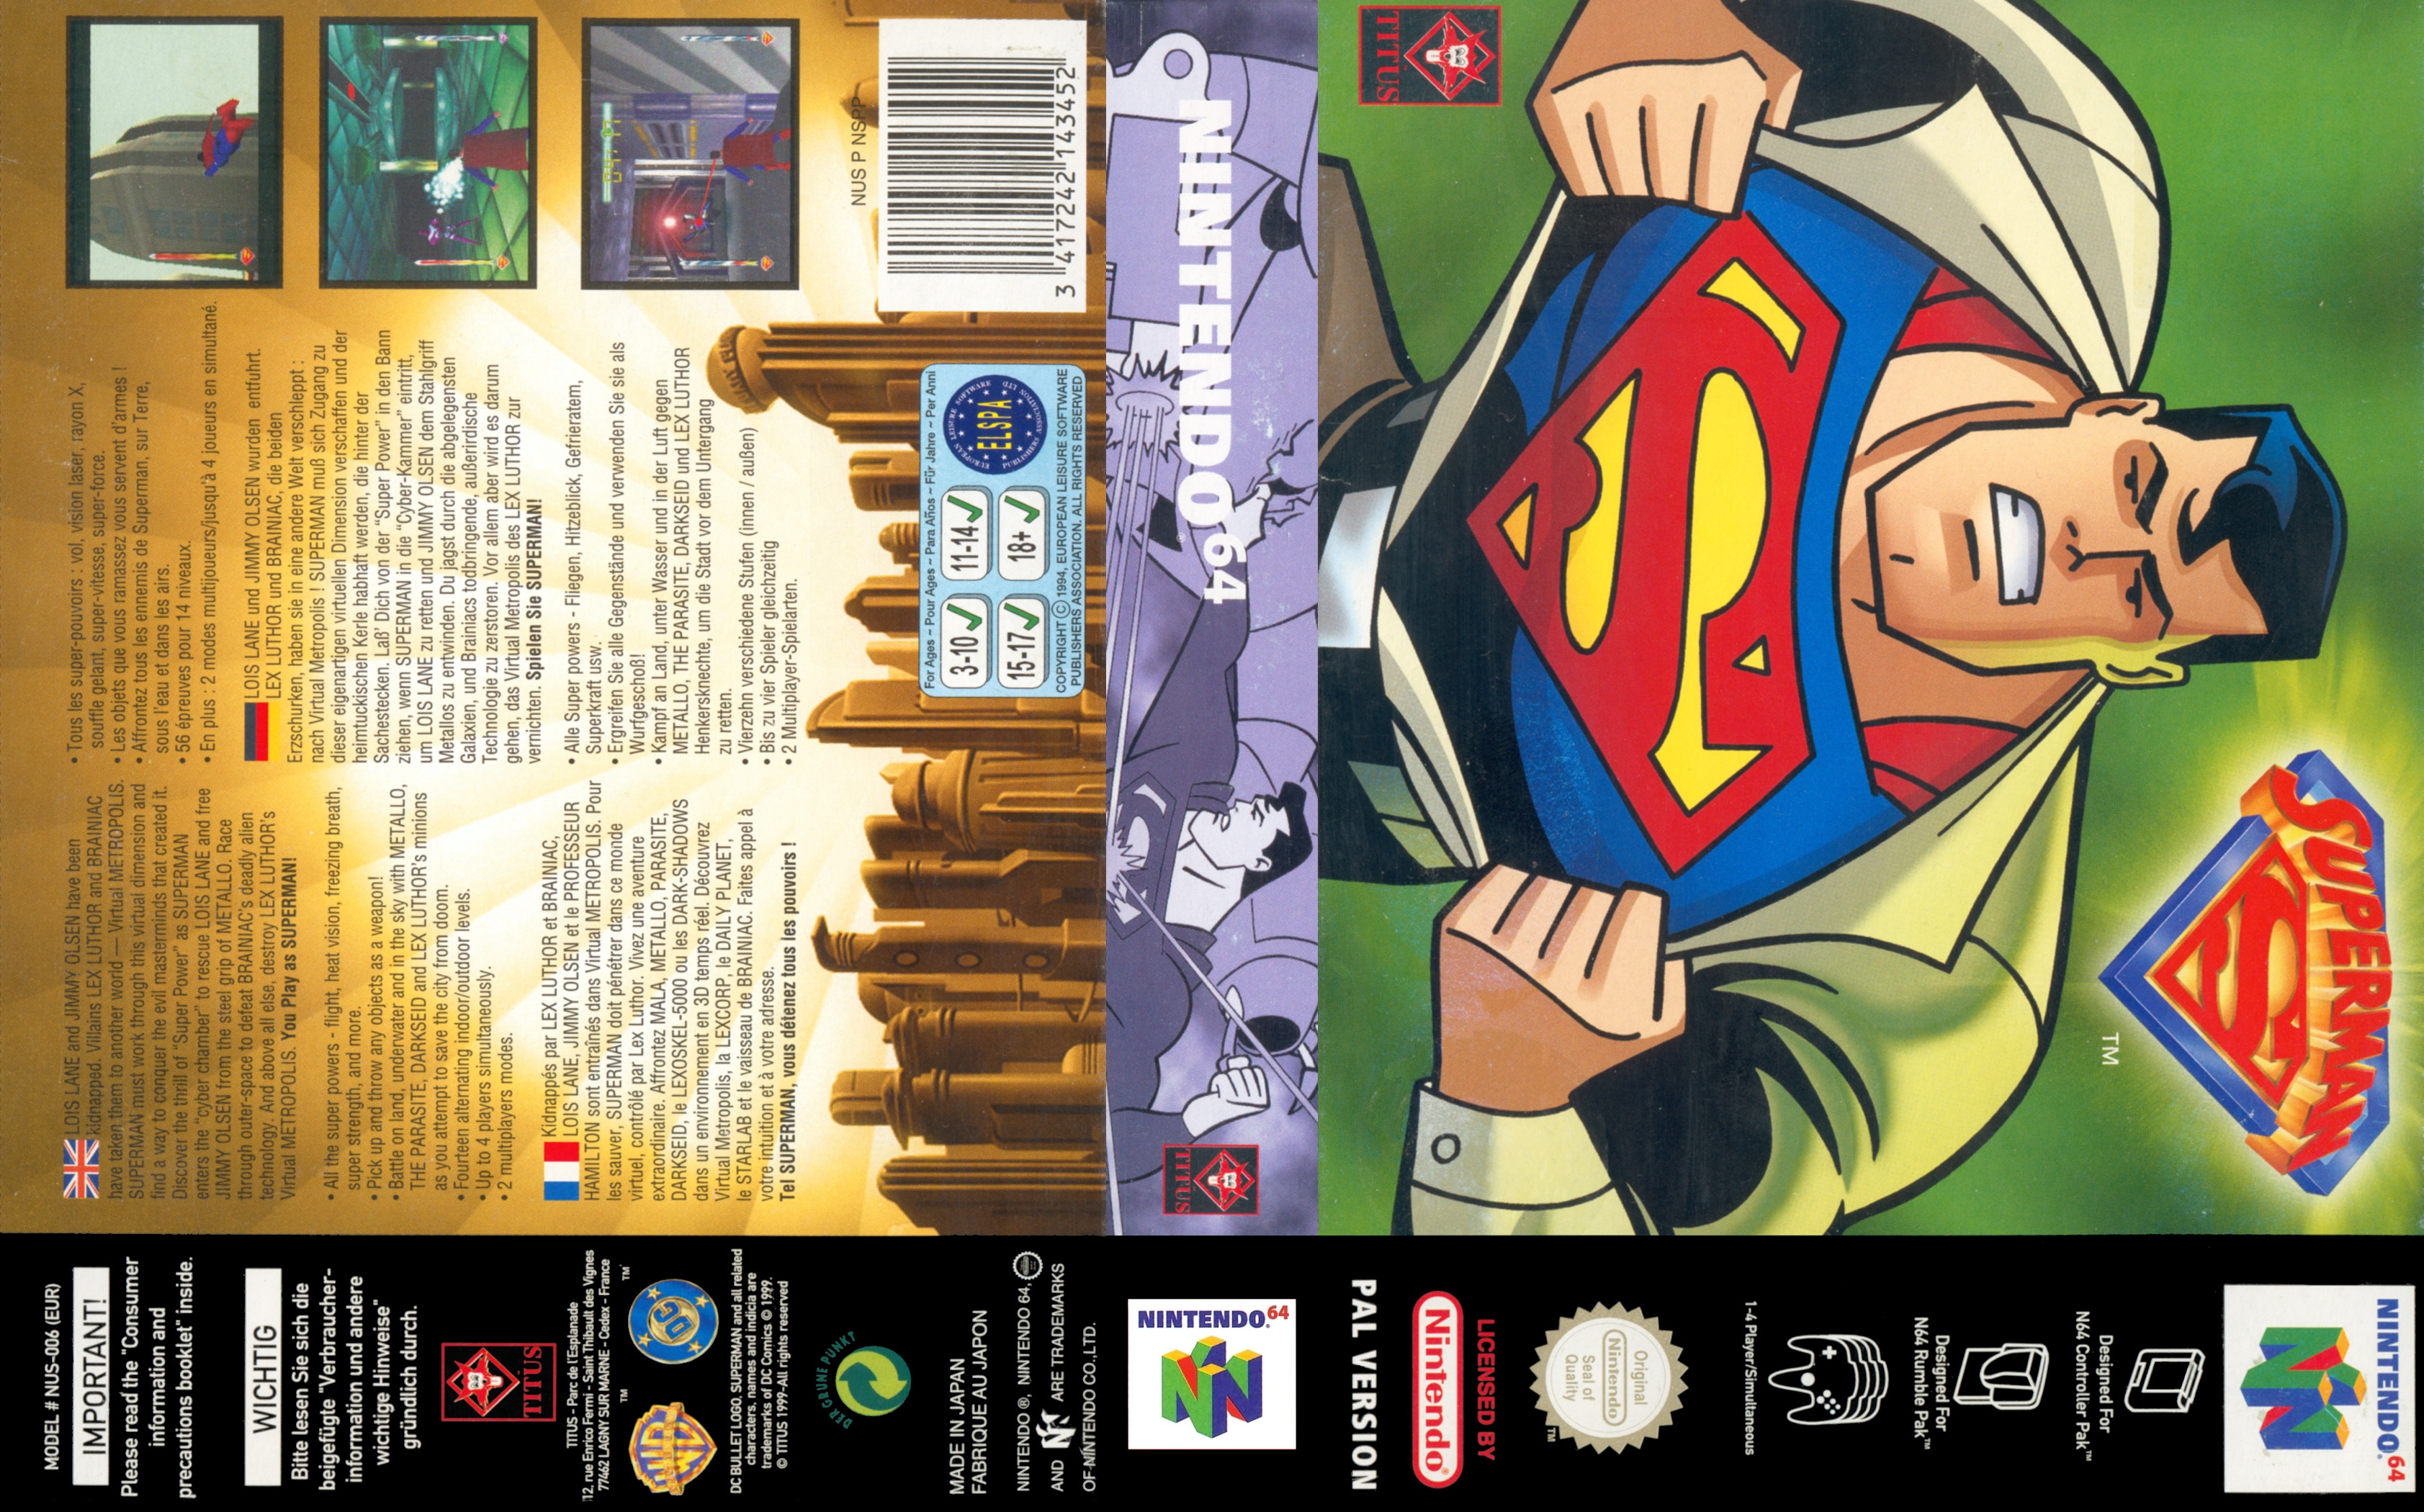 LOIS LANE and JIMMY OLSEN have been
kidnapped. Villains LEX LUTHOR and BRAINIAC
have taken them to another world — Virtual METROPOLIS.
SUPERMAN must work through this virtual dimension and
find a way to conquer the evil masterminds that created it.
Discover the thrill of "Super Power" as SUPERMAN
enters the "cyber chamber" to rescue LOIS LANE and free
JIMMY OLSEN from the steel grip of METALLO. Race
through outer-space to defeat BRAINIAC's deadly alien
technology. And above all else, destroy LEX LUTHOR's
Virtual METROPOLIS. You Play as SUPERMAN!
• All the super powers - flight, heat vision, freezing breath,
super strength, and more.
• Pick up and throw any objects as a weapon!
• Battle on land, underwater and in the sky with METALLO,
THE PARASITE, DARKSEID and LEX LUTHOR's minions
as you attempt to save the city from doom.
• Fourteen alternating indoor/outdoor levels.
• Up to 4 players simultaneously.
• 2 multiplayers modes.
Kidnappés par LEX LUTHOR et BRAINIAC,
LOIS LANE, JIMMY OLSEN et le PROFESSEUR
HAMILTON sont entraînés dans Virtual METROPOLIS. Pour
les sauver, SUPERMAN doit pénétrer dans ce monde
virtuel, contrôlé par Lex Luthor. Vivez une aventure
extraordinaire. Affrontez MALA, METALLO, PARASITE,
DARKSEID, le LEXOSKEL-5000 ou les DARK-SHADOWS
dans un environnement en 3D temps réel. Découvrez
Virtual Metropolis, la LEXCORP, le DAILY PLANET,
le STARLAB et le vaisseau de BRAINIAC. Faites appel à
votre intuition et à votre adresse.
Tel SUPERMAN, vous détenez tous les pouvoirs !
• Tous les super-pouvoirs : vol, vision laser, rayon X,
souffle gelant, super-vitesse, super-force.
• Les objets que vous ramassez vous servent d'armes !
• Affrontez tous les ennemis de Superman, sur Terre,
sous l'eau et dans les airs.
• 56 épreuves pour 14 niveaux.
• En plus : 2 modes multijoueurs/jusqu'à 4 joueurs en simultané.
LOIS LANE und JIMMY OLSEN wurden entführt.
LEX LUTHOR und BRAINIAC, die beiden
Erzschurken, haben sie in eine andere Welt verschleppt :
nach Virtual Metropolis ! SUPERMAN muß sich Zugang zu
dieser eigenartigen virtuellen Dimension verschaffen und der
heimtuckischen Kerle habhaft werden, die hinter der
Sachestecken. Laß' Dich von der "Super Power" in den Bann
ziehen, wenn SUPERMAN in die "Cyber-Kammer" eintritt,
um LOIS LANE zu retten und JIMMY OLSEN dem Stahlgriff
Metallos zu entwinden. Du jagst durch die abgelegensten
Galaxien, und Brainiacs todbringende, außerirdische
Technologie zu zerstoren. Vor allem aber wird es darum
gehen, das Virtual Metropolis des LEX LUTHOR zur
vernichten. Spielen Sie SUPERMAN!
• Alle Super powers - Fliegen, Hitzeblick, Gefrieratem,
Superkraft usw.
• Ergreifen Sie alle Gegenstände und verwenden Sie sie als
Wurfgeschoß!
• Kampf an Land, unter Wasser und in der Luft gegen
METALLO, THE PARASITE, DARKSEID und LEX LUTHOR
Henkersknechte, um die Stadt vor dem Untergang
zu retten.
• Vierzehn verschiedene Stufen (innen / außen)
• Bis zu vier Spieler gleichzeitig
• 2 Multiplayer-Spielarten.
NUS P NSPP
3 417242 143452
For Ages – Pour Ages – Para Años – Für Jahre – Per Anni
3-10
11-14
15-17
18+
EUROPEAN LEISURE SOFTWARE
ELSPA
PUBLISHERS ASSOCIATION LTD
COPYRIGHT © 1994, EUROPEAN LEISURE SOFTWARE
PUBLISHERS ASSOCIATION. ALL RIGHTS RESERVED
MODEL # NUS-006 (EUR)
IMPORTANT!
Please read the "Consumer
information and
precautions booklet" inside.
WICHTIG
Bitte lesen Sie sich die
beigefügte "Verbraucher-
information und andere
wichtige Hinweise"
gründlich durch.
TITUS
TITUS - Parc de l'Esplanade
12, rue Enrico Fermi - Saint Thibault des Vignes
77462 LAGNY SUR MARNE - Cedex - France
TM
DC
TM
WB
DC BULLET LOGO, SUPERMAN and all related
characters, names and indicia are
trademarks of DC Comics © 1999.
© TITUS 1999-All rights reserved
DER GRÜNE PUNKT
MADE IN JAPAN
FABRIQUE AU JAPON
NINTENDO ®, NINTENDO 64,
AND N ARE TRADEMARKS
OF NINTENDO CO.,LTD.
NINTENDO®64
TITUS
NINTENDO.64
TITUS
SUPERMAN
TM
PAL VERSION
LICENSED BY
Nintendo®
Original
Nintendo
Seal of
Quality
TM
1-4 Player/Simultaneous
Designed For
N64 Rumble Pak™
Designed For
N64 Controller Pak™
NINTENDO.64